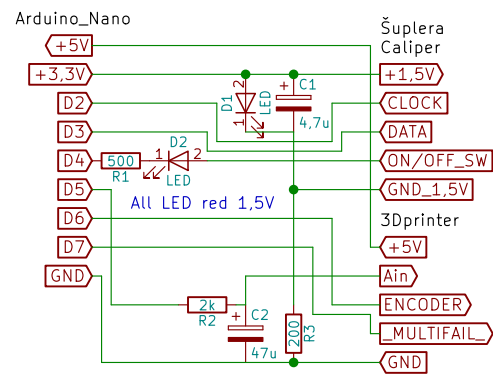 Arduino_Nano
Šuplera
Caliper
+5V
+3,3V
+ C1
+1,5V
2
D1
LED
1
4,7u
D2
CLOCK
D3
DATA
D4
500
R1
1 D2 2
LED
ON/OFF_SW
D5
GND_1,5V
All LED red 1,5V
D6
3Dprinter
D7
+5V
GND
Ain
2k
R2
ENCODER
+ C2
47u
200
R3
_MULTIFAIL_
GND